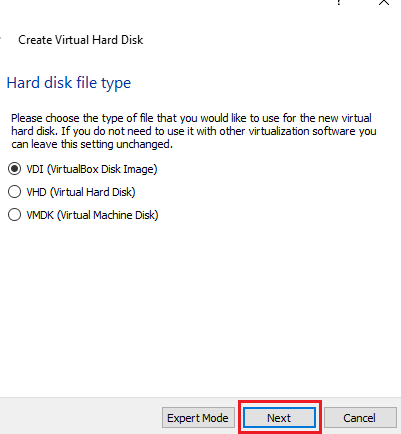 Create Virtual Hard Disk
Hard disk file type
Please choose the type of file that you would like to use for the new virtual
hard disk. If you do not need to use it with other virtualization software you
can leave this setting unchanged.
VDI (VirtualBox Disk Image)
VHD (Virtual Hard Disk)
VMDK (Virtual Machine Disk)
Expert Mode Next Cancel